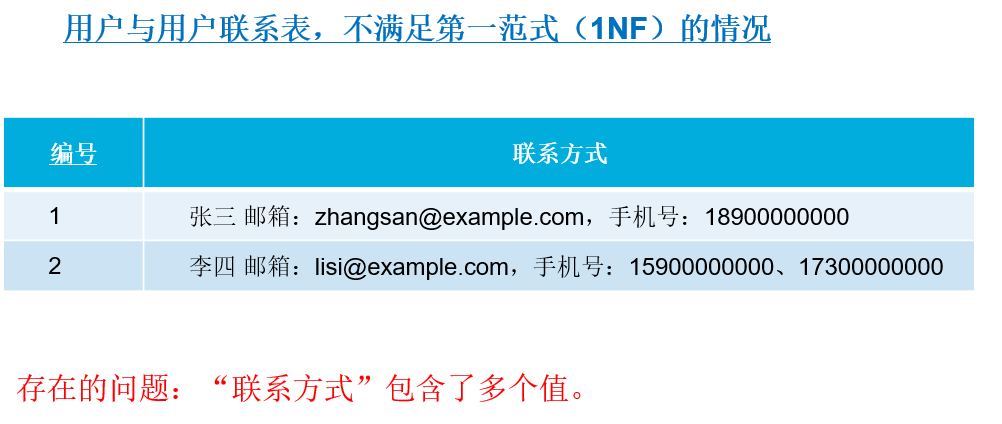 用户与用户联系表，不满足第一范式（1NF）的情况
编号 联系方式
1 张三 邮箱：zhangsan@example.com，手机号：18900000000
2 李四 邮箱：lisi@example.com，手机号：15900000000、17300000000
存在的问题：“联系方式”包含了多个值。